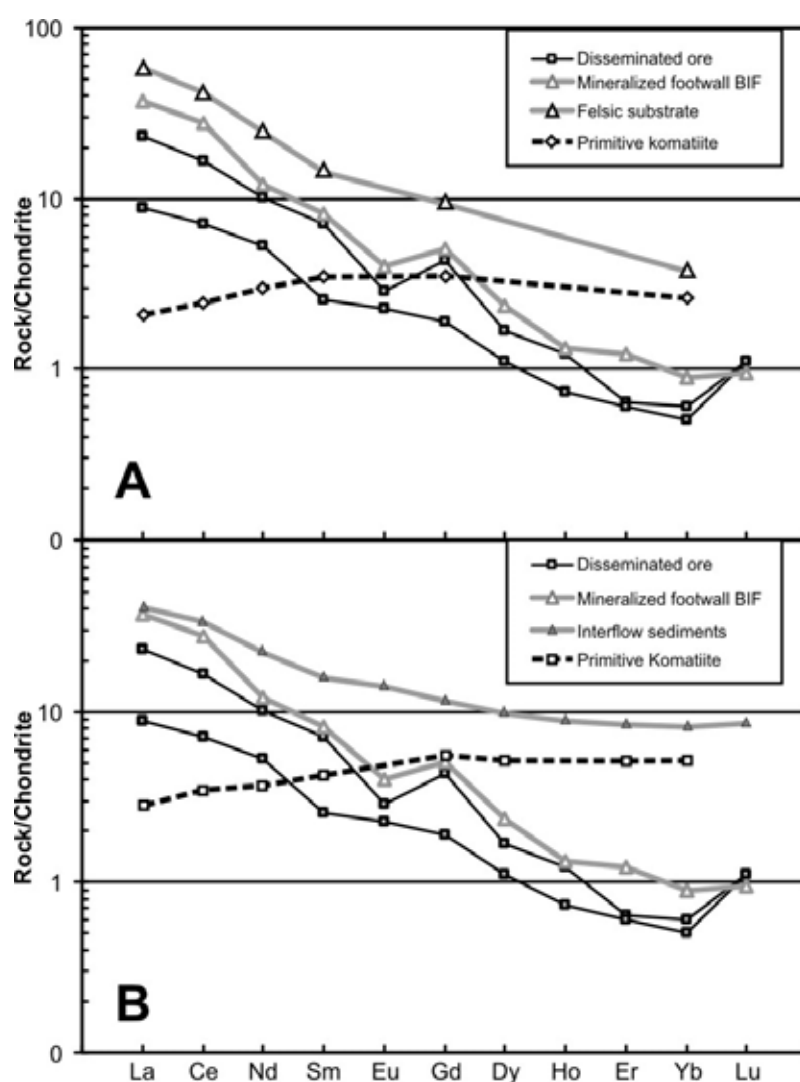 100
Disseminated ore
Mineralized footwall BIF
Felsic substrate
Primitive komatiite
10
Rock/Chondrite
1
A
0
Disseminated ore
Mineralized footwall BIF
Interflow sediments
Primitive Komatiite
10
Rock/Chondrite
1
B
0
La Ce Nd Sm Eu Gd Dy Ho Er Yb Lu